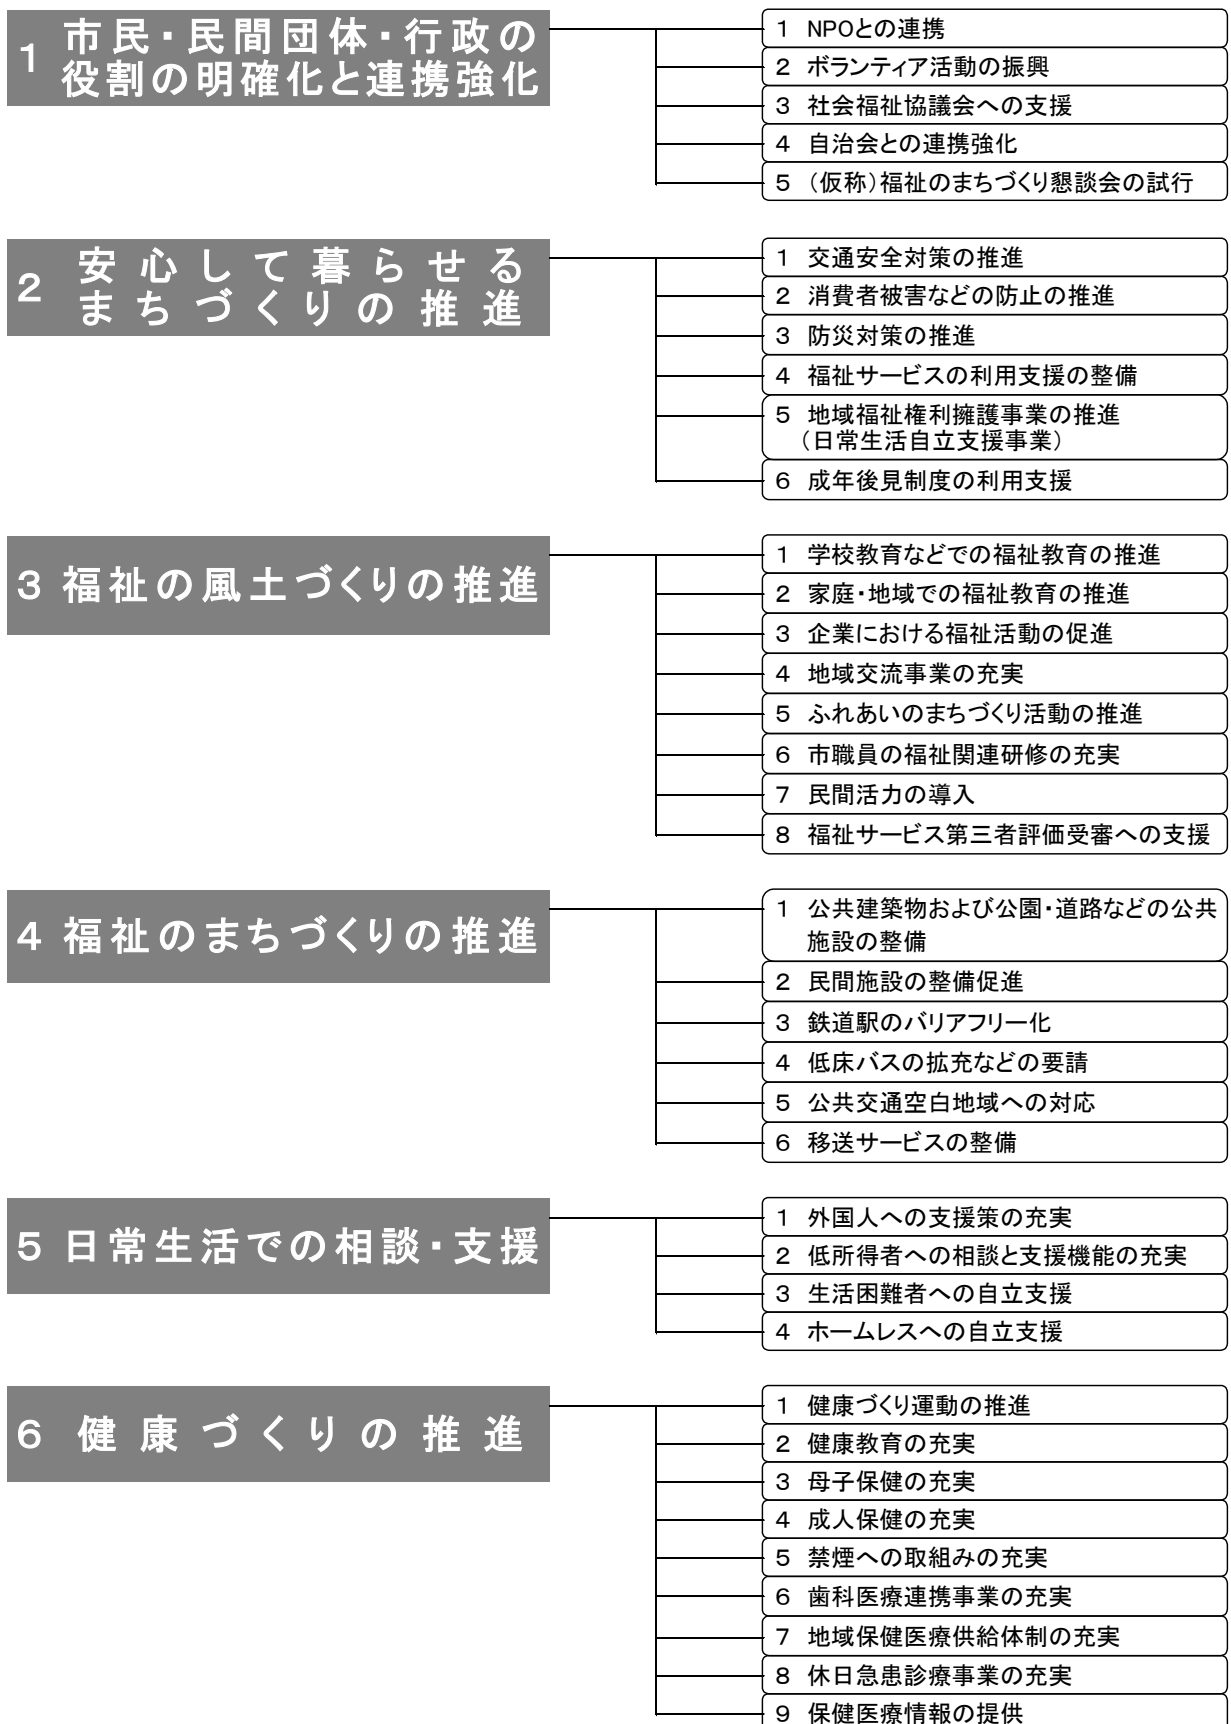 1 市民・民間団体・行政の
役割の明確化と連携強化
1 NPOとの連携
2 ボランティア活動の振興
3 社会福祉協議会への支援
4 自治会との連携強化
5 （仮称）福祉のまちづくり懇談会の試行
2 安心して暮らせる
まちづくりの推進
1 交通安全対策の推進
2 消費者被害などの防止の推進
3 防災対策の推進
4 福祉サービスの利用支援の整備
5 地域福祉権利擁護事業の推進
（日常生活自立支援事業）
6 成年後見制度の利用支援
3 福祉の風土づくりの推進
1 学校教育などでの福祉教育の推進
2 家庭・地域での福祉教育の推進
3 企業における福祉活動の促進
4 地域交流事業の充実
5 ふれあいのまちづくり活動の推進
6 市職員の福祉関連研修の充実
7 民間活力の導入
8 福祉サービス第三者評価受審への支援
4 福祉のまちづくりの推進
1 公共建築物および公園・道路などの公共
施設の整備
2 民間施設の整備促進
3 鉄道駅のバリアフリー化
4 低床バスの拡充などの要請
5 公共交通空白地域への対応
6 移送サービスの整備
5 日常生活での相談・支援
1 外国人への支援策の充実
2 低所得者への相談と支援機能の充実
3 生活困難者への自立支援
4 ホームレスへの自立支援
6 健康づくりの推進
1 健康づくり運動の推進
2 健康教育の充実
3 母子保健の充実
4 成人保健の充実
5 禁煙への取組みの充実
6 歯科医療連携事業の充実
7 地域保健医療供給体制の充実
8 休日急患診療事業の充実
9 保健医療情報の提供